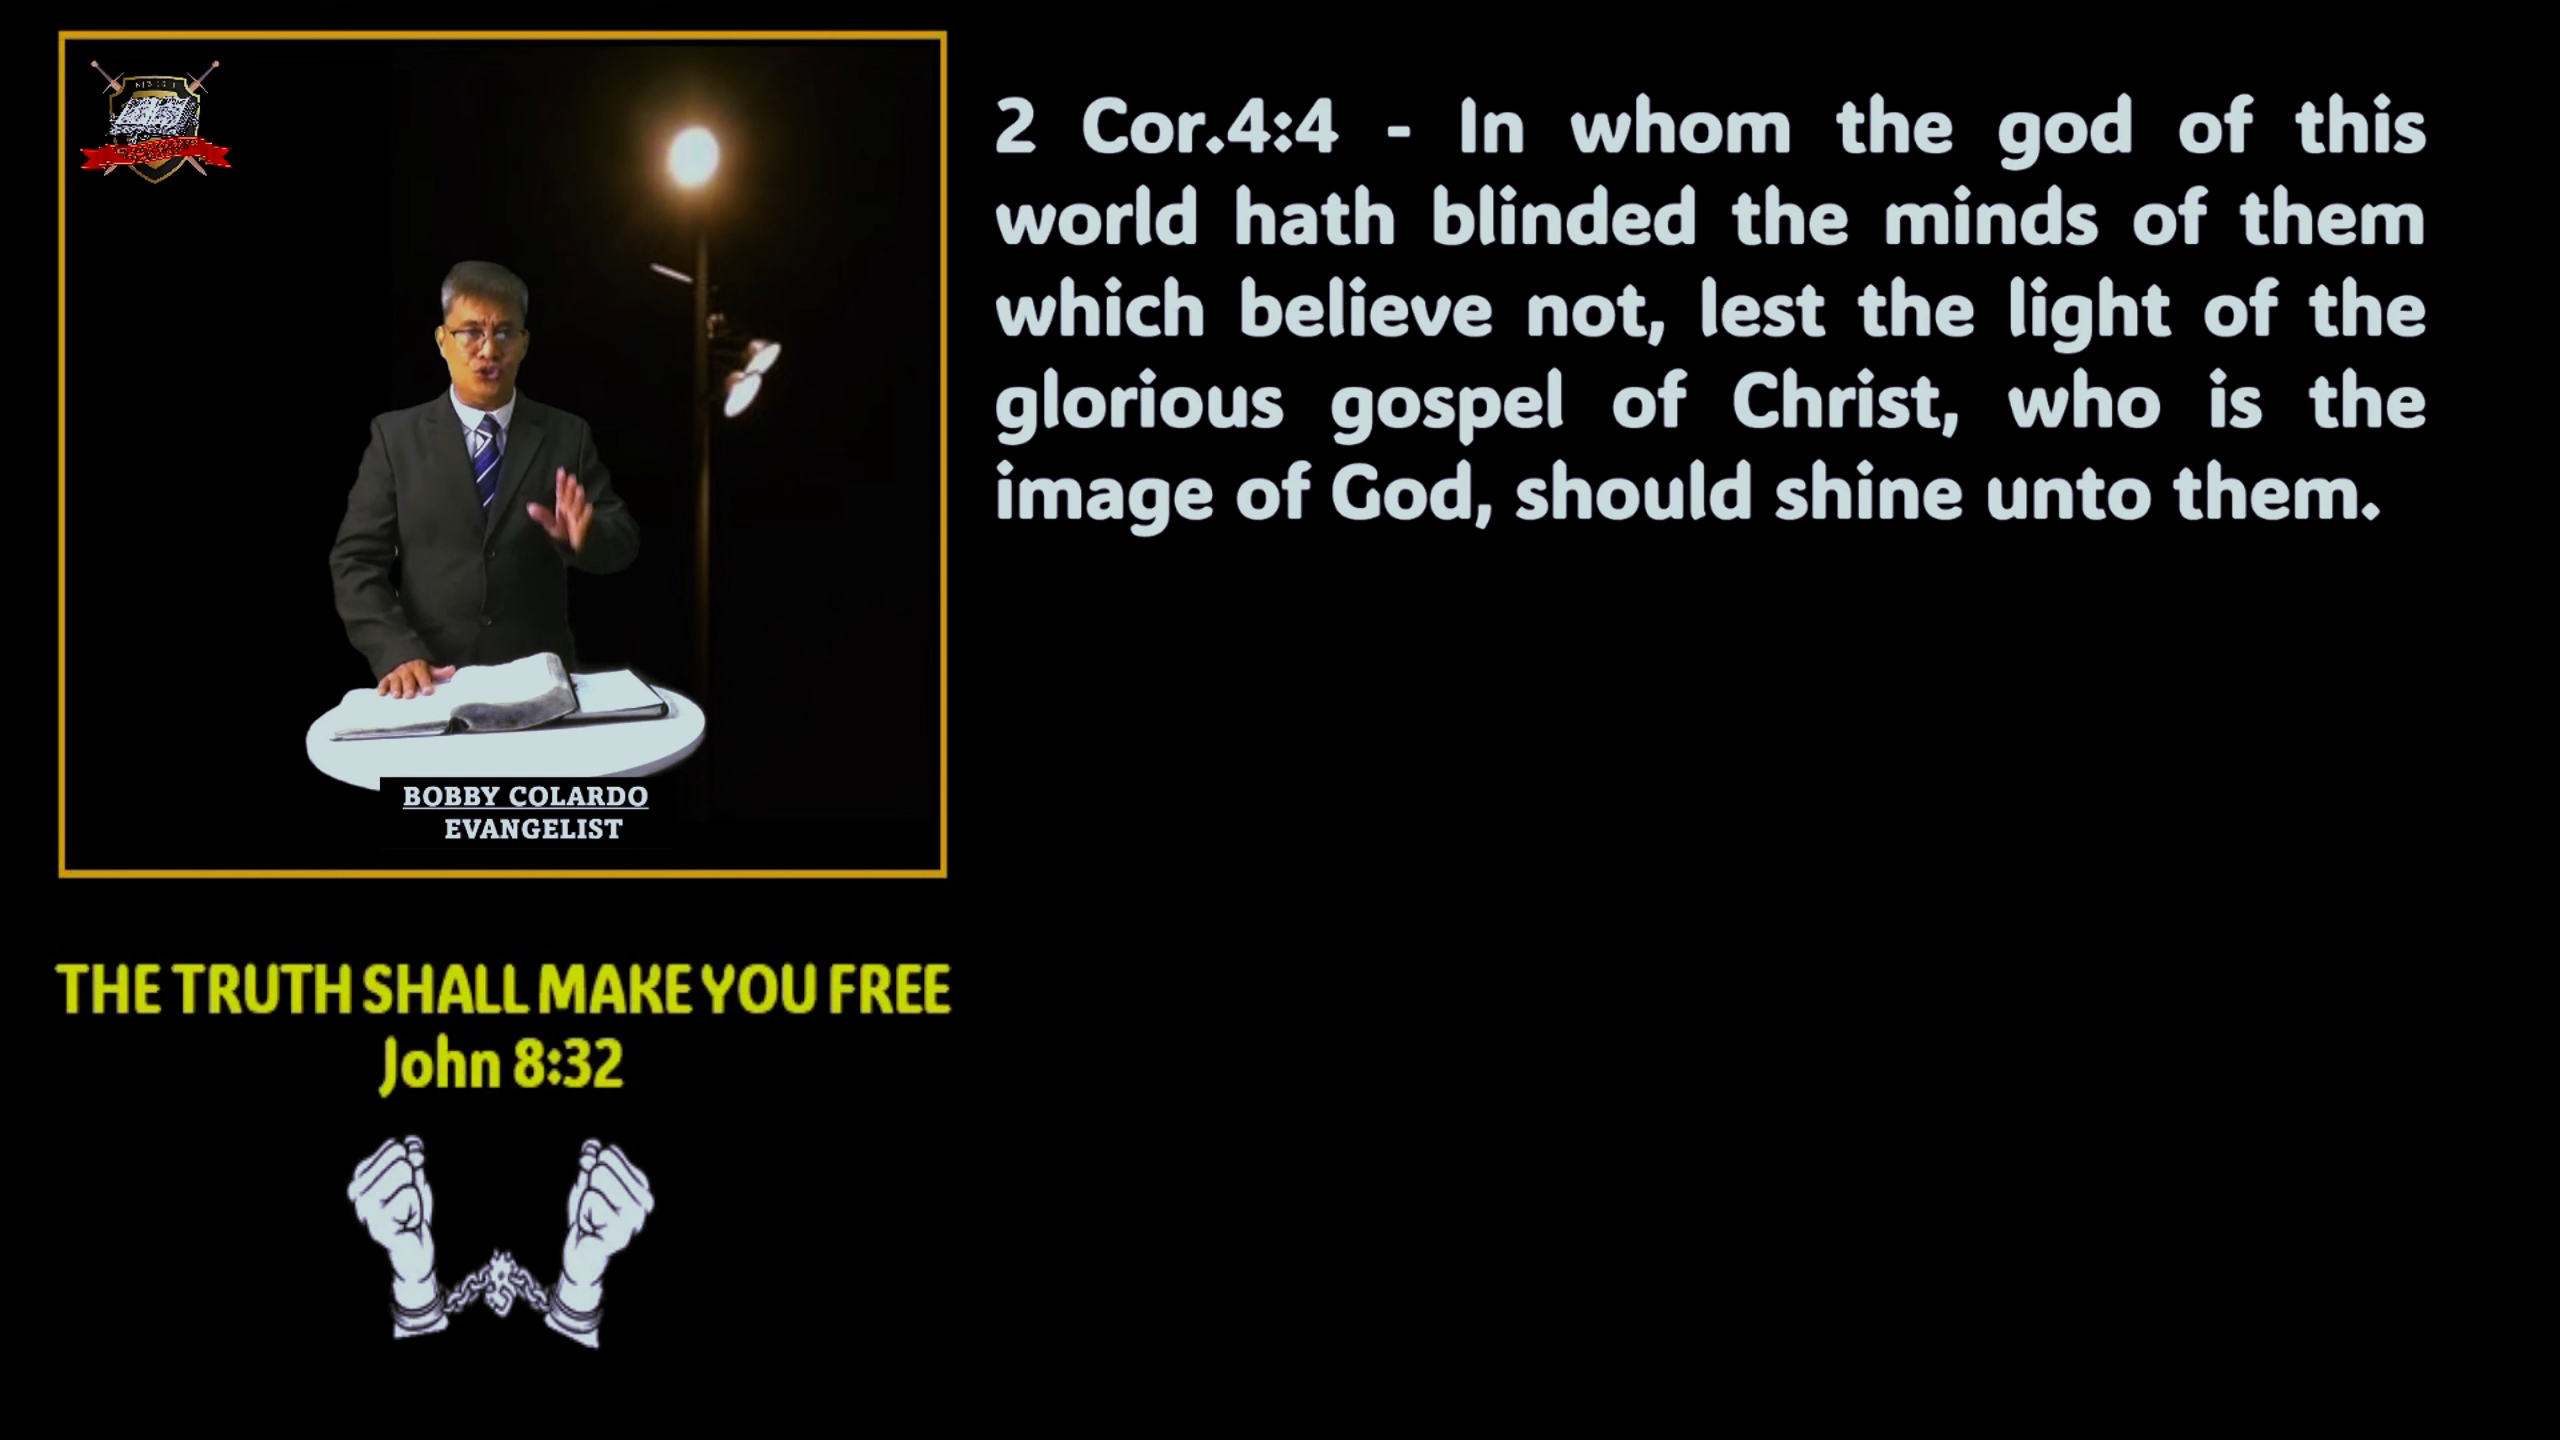 2 Cor.4:4 - In whom the god of this
world hath blinded the minds of them
which believe not, lest the light of the
glorious gospel of Christ, who is the
image of God, should shine unto them.
BOBBY COLARDO
EVANGELIST
THE TRUTH SHALL MAKE YOU FREE
John 8:32